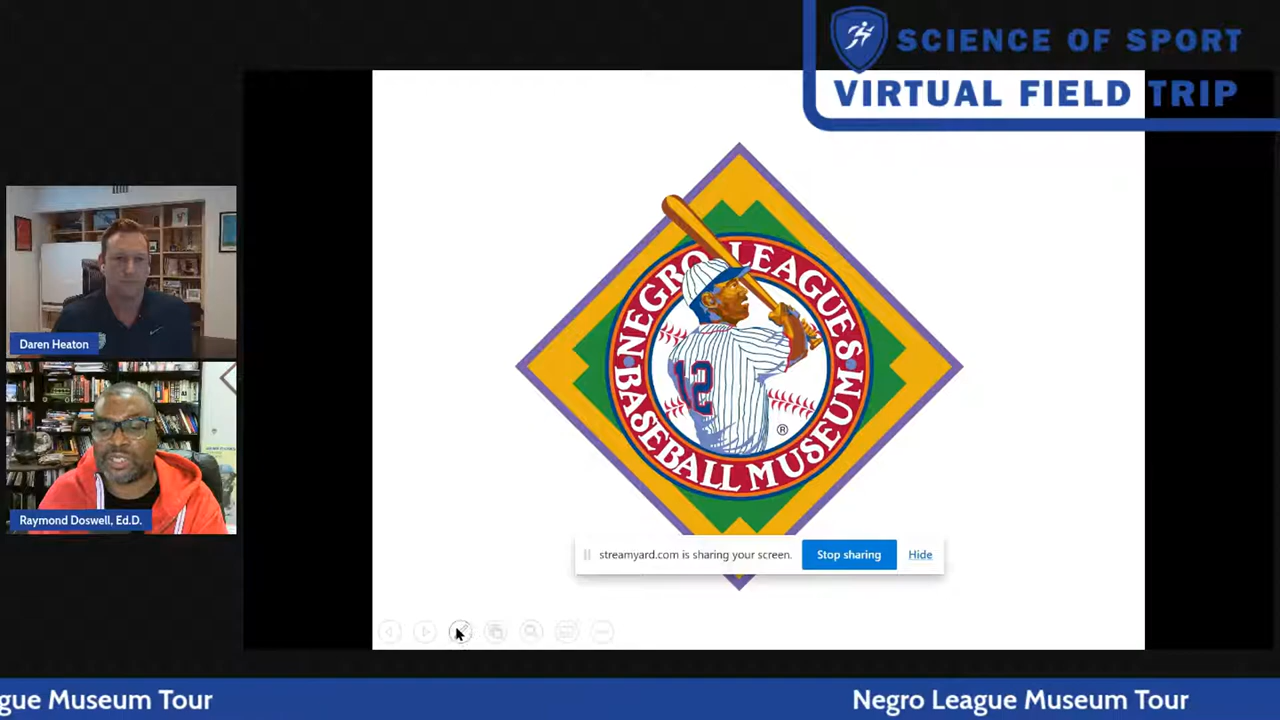 SCIENCE OF SPORT
VIRTUAL FIELD TRIP
NEGRO LEAGUES
BASEBALL MUSEUM
12
®
Daren Heaton
Raymond Doswell, Ed.D.
streamyard.com is sharing your screen.
Stop sharing
Hide
gue Museum Tour
Negro League Museum Tour